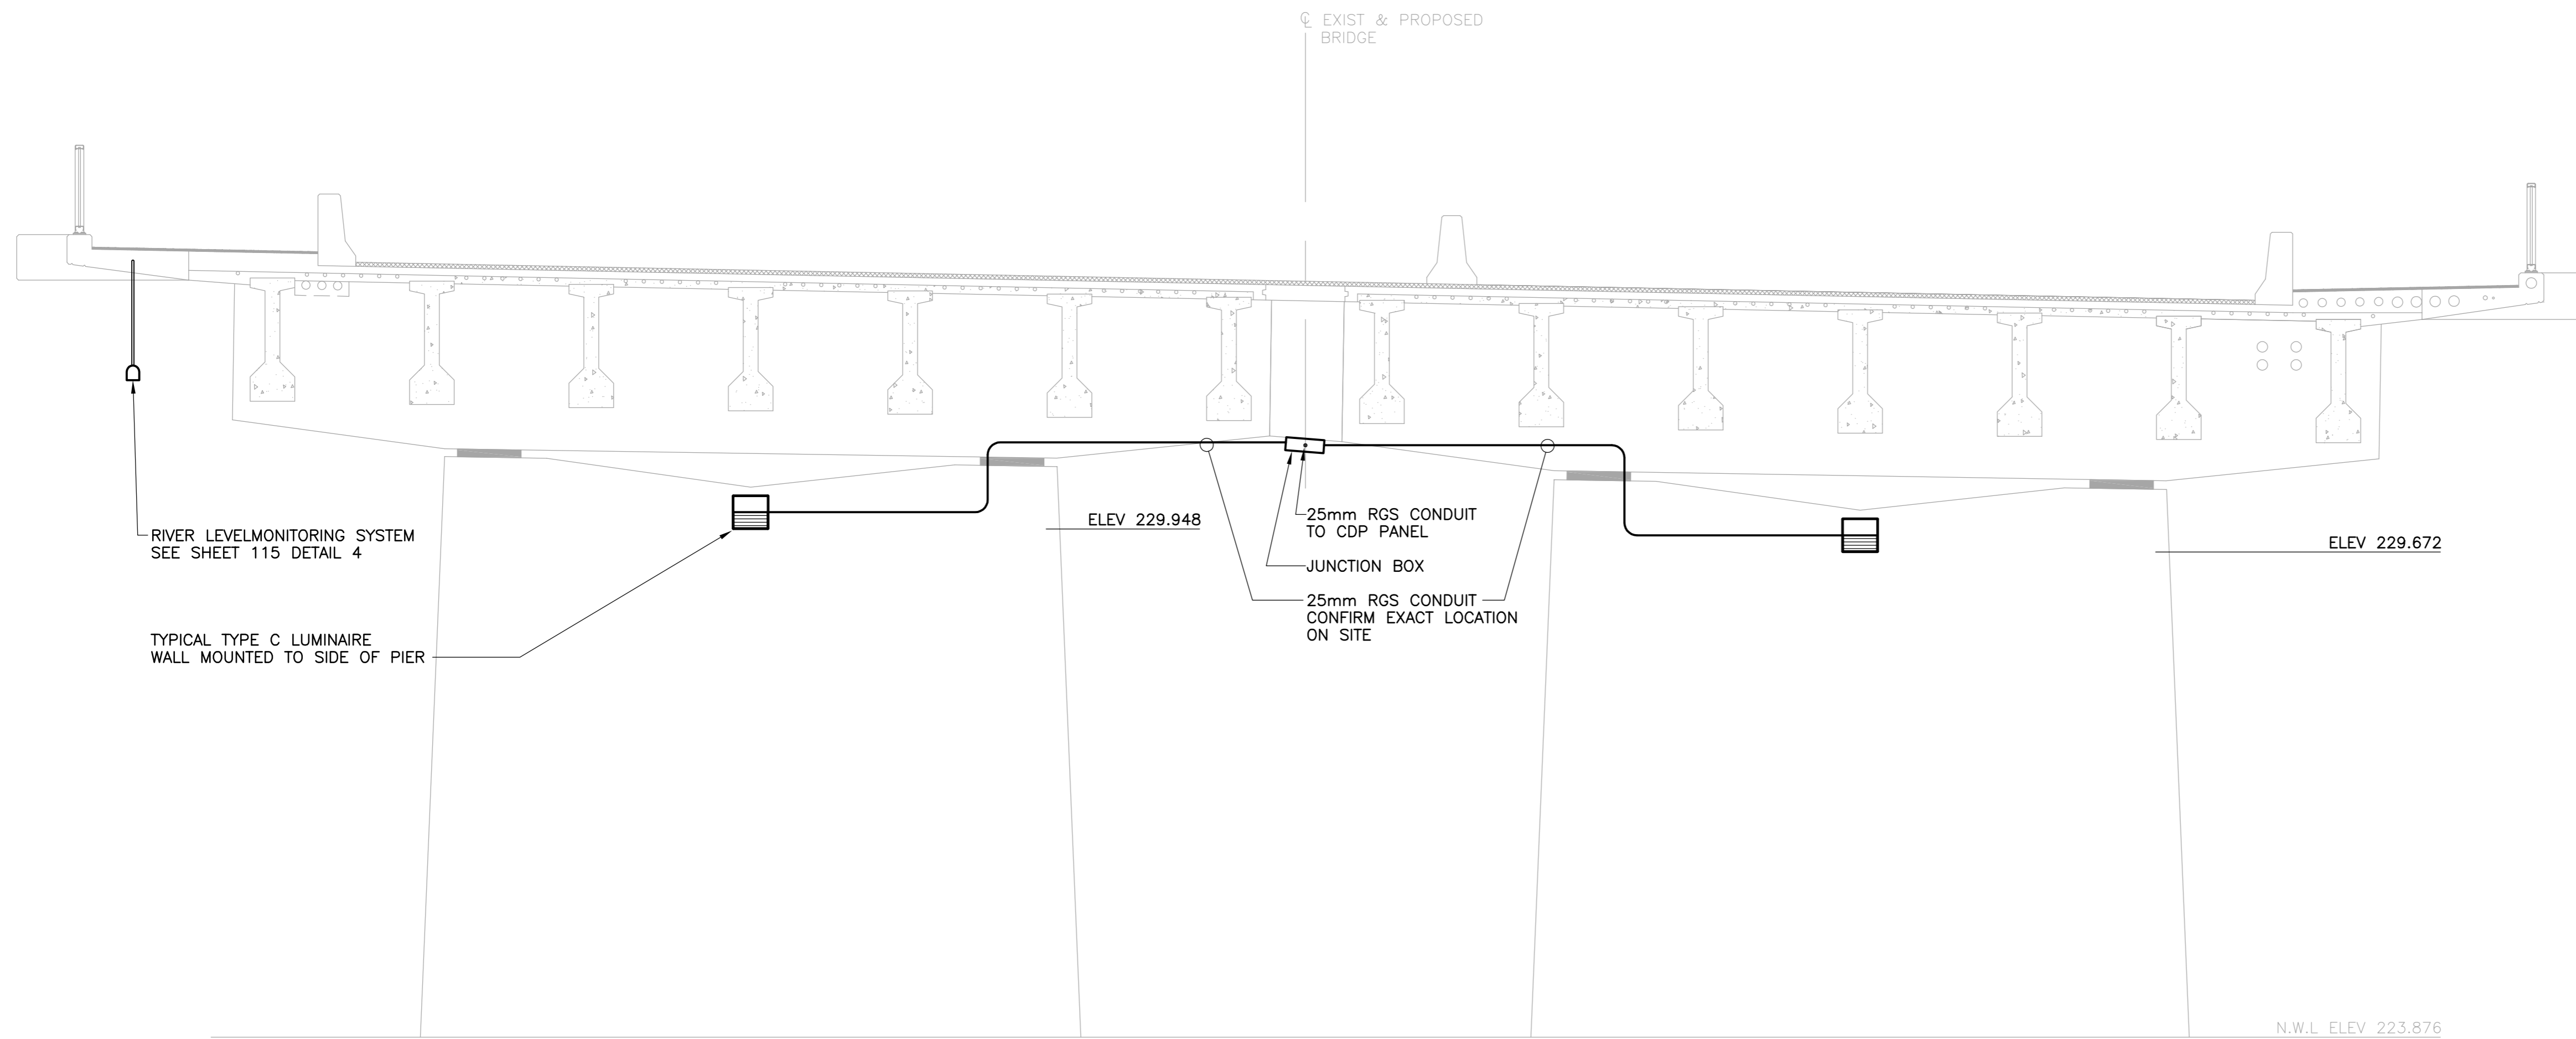 ℄ EXIST & PROPOSED
BRIDGE
RIVER LEVELMONITORING SYSTEM
SEE SHEET 115 DETAIL 4
TYPICAL TYPE C LUMINAIRE
WALL MOUNTED TO SIDE OF PIER
ELEV 229.948
25mm RGS CONDUIT
TO CDP PANEL
JUNCTION BOX
25mm RGS CONDUIT
CONFIRM EXACT LOCATION
ON SITE
ELEV 229.672
N.W.L ELEV 223.876